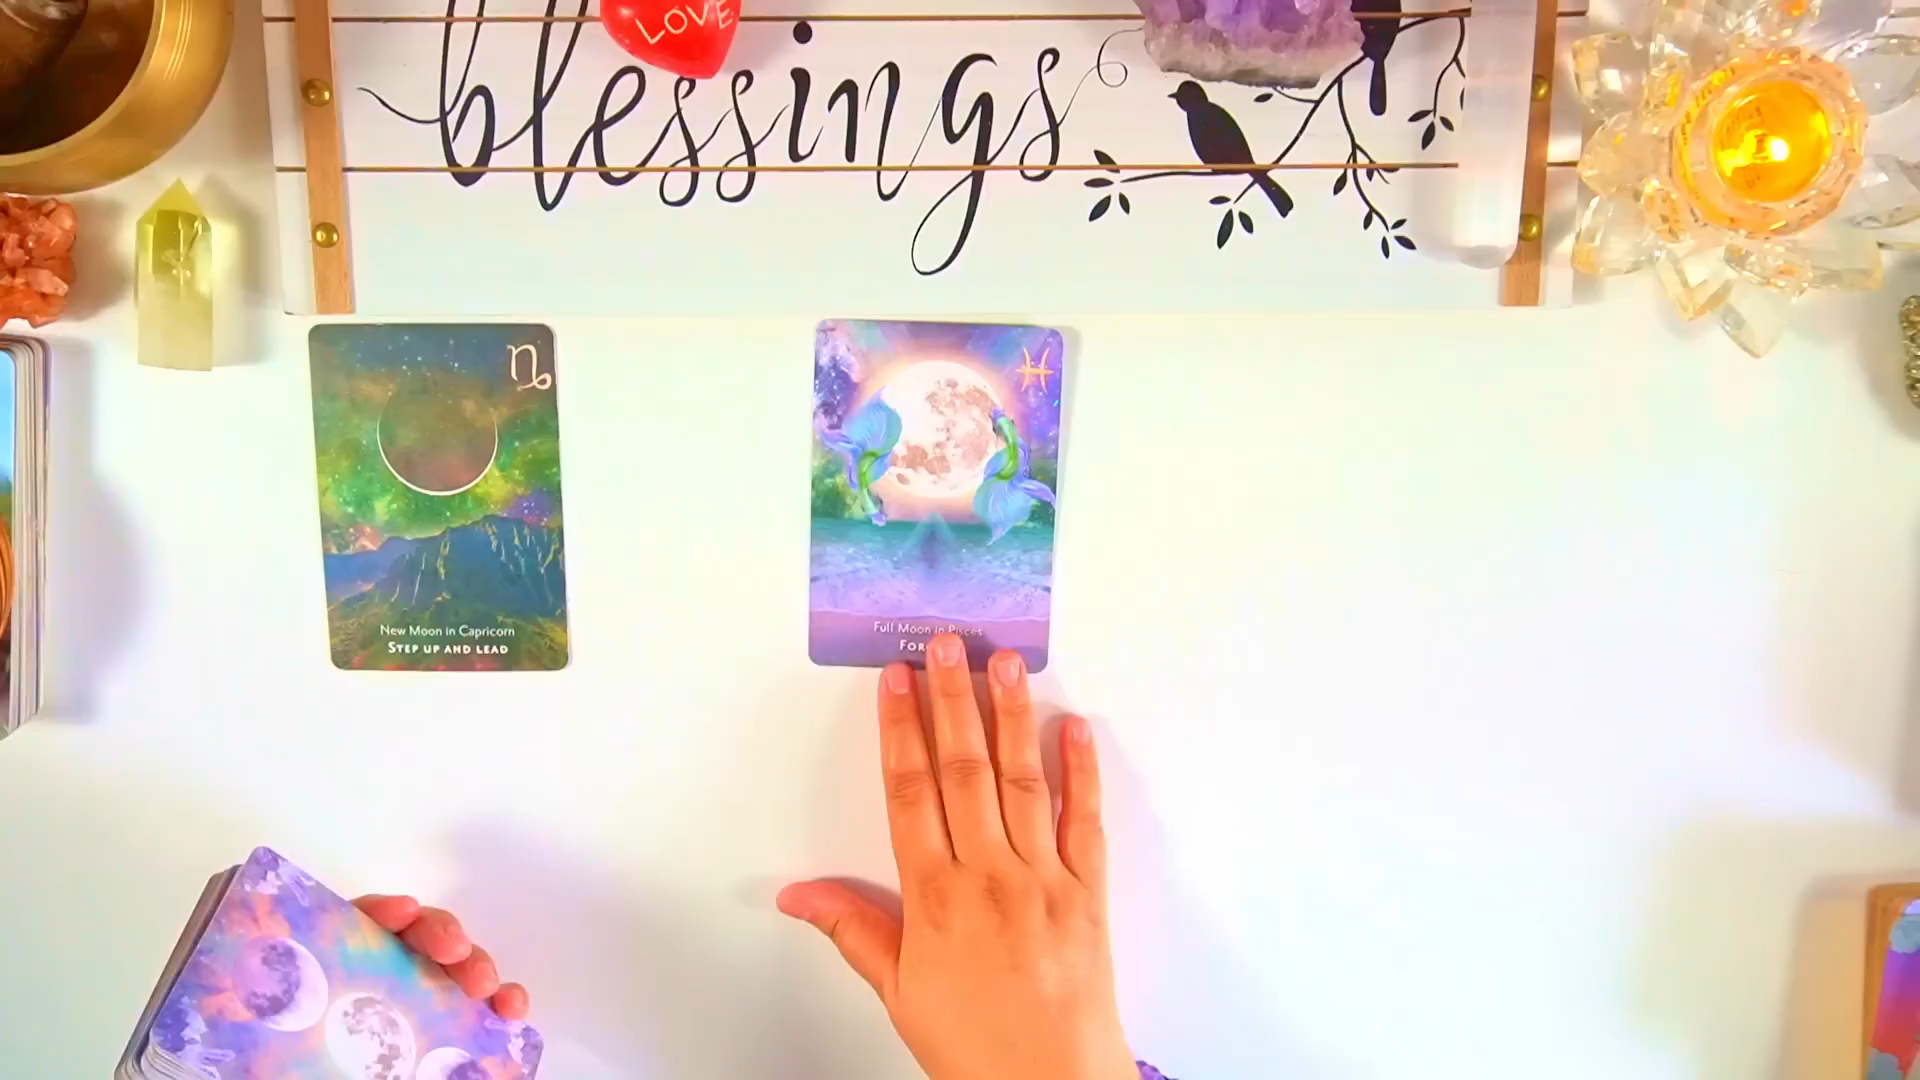 LOVE
blessings
New Moon in Capricorn
STEP UP AND LEAD
Full Moon in Pisces